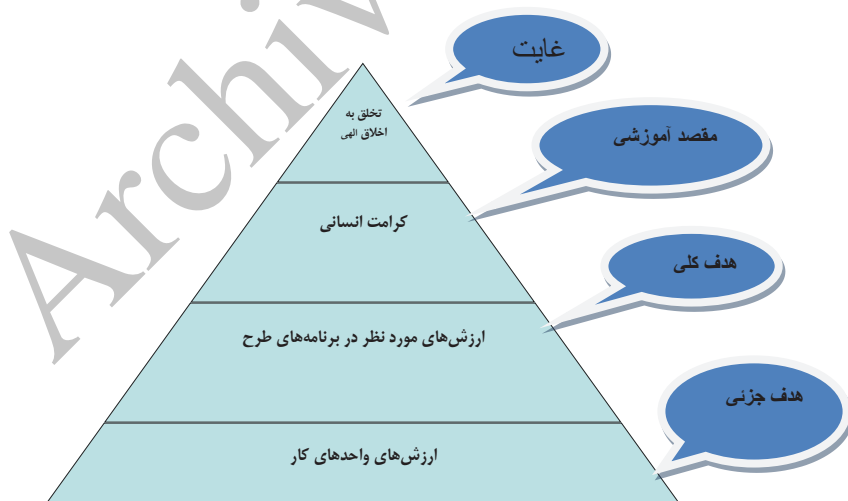 غایت
تخلق به
اخلاق الهی
مقصد آموزشی
کرامت انسانی
هدف کلی
ارزش‌های مورد نظر در برنامه‌های طرح
هدف جزئی
ارزش‌های واحدهای کار
Archiv